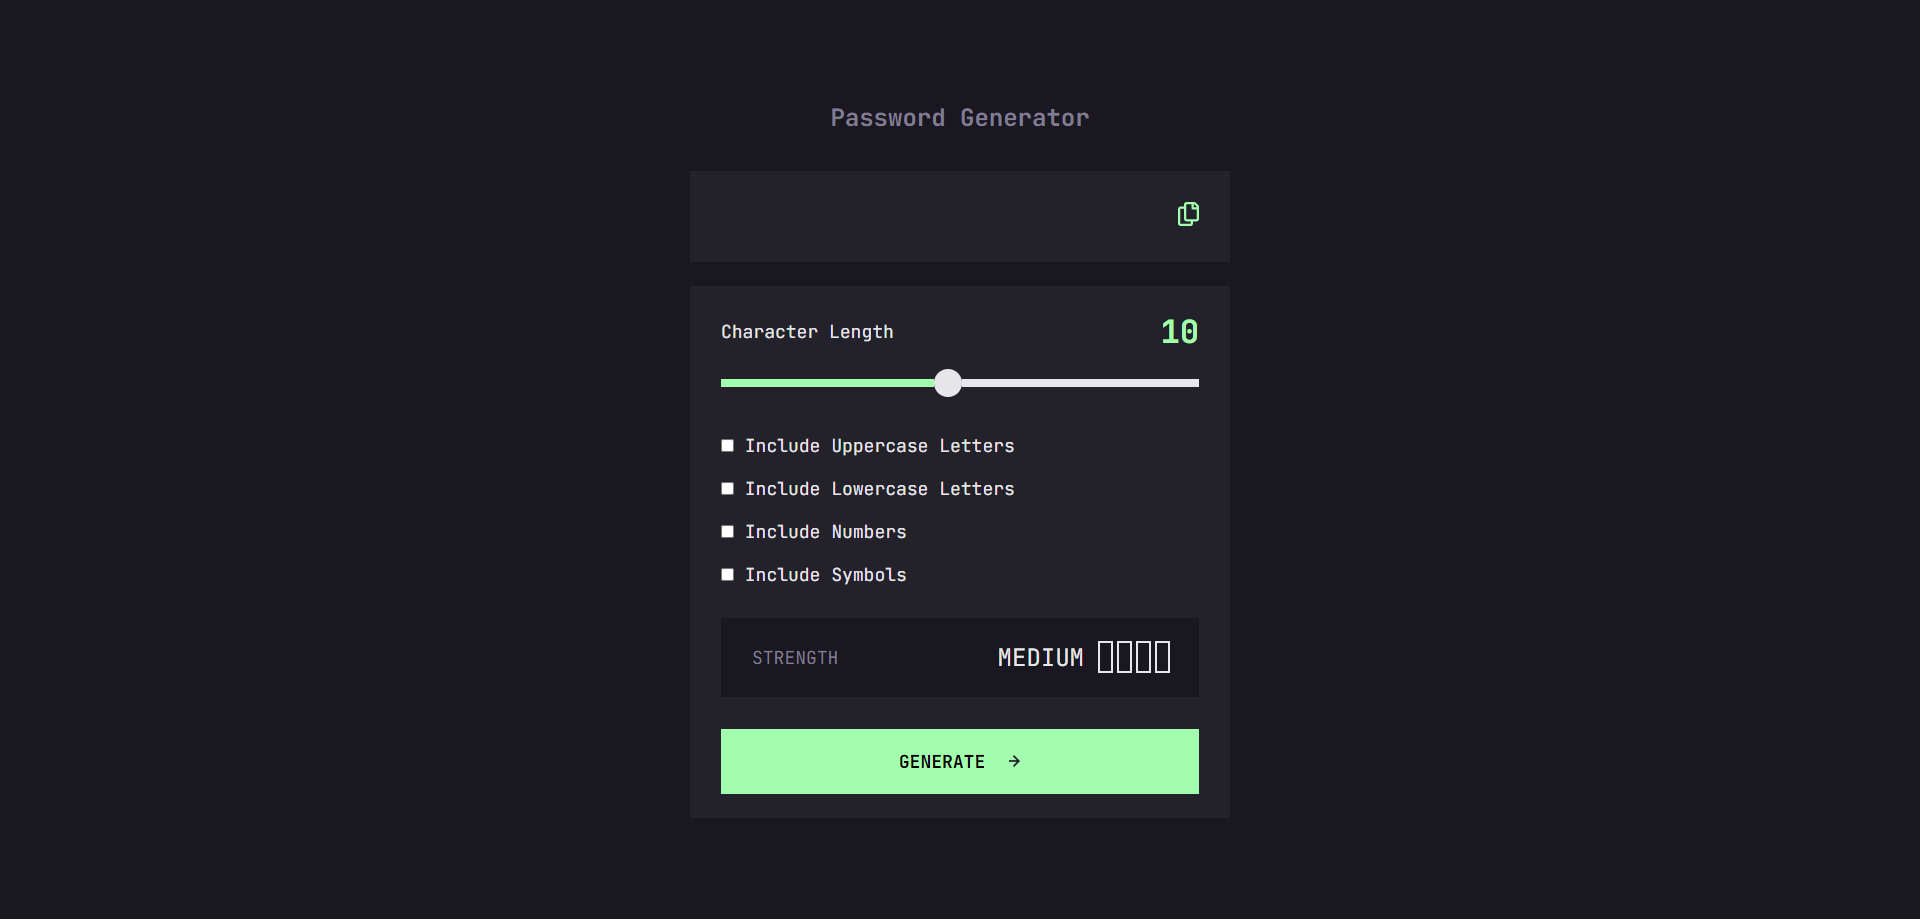 Password Generator
Character Length 10
Include Uppercase Letters
Include Lowercase Letters
Include Numbers
Include Symbols
STRENGTH MEDIUM
GENERATE →